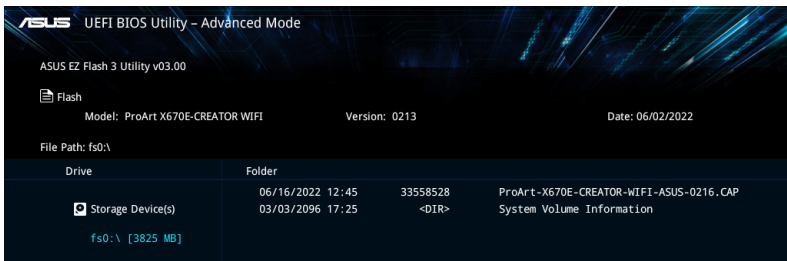 ASUS UEFI BIOS Utility – Advanced Mode
ASUS EZ Flash 3 Utility v03.00
Flash
Model: ProArt X670E-CREATOR WIFI Version: 0213 Date: 06/02/2022
File Path: fs0:\
Drive Folder
06/16/2022 12:45 33558528 ProArt-X670E-CREATOR-WIFI-ASUS-0216.CAP
Storage Device(s) 03/03/2096 17:25 <DIR> System Volume Information
fs0:\ [3825 MB]